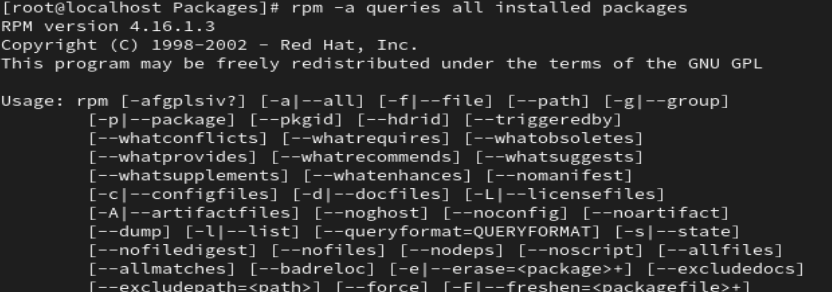 [root@localhost Packages]# rpm -a queries all installed packages
RPM version 4.16.1.3
Copyright (C) 1998-2002 - Red Hat, Inc.
This program may be freely redistributed under the terms of the GNU GPL
Usage: rpm [-afgplsiv?] [-a|--all] [-f|--file] [--path] [-g|--group]
[-p|--package] [--pkgid] [--hdrid] [--triggeredby]
[--whatconflicts] [--whatrequires] [--whatobsoletes]
[--whatprovides] [--whatrecommends] [--whatsuggests]
[--whatsupplements] [--whatenhances] [--nomanifest]
[-c|--configfiles] [-d|--docfiles] [-L|--licensefiles]
[-A|--artifactfiles] [--noghost] [--noconfig] [--noartifact]
[--dump] [-l|--list] [--queryformat=QUERYFORMAT] [-s|--state]
[--nofiledigest] [--nofiles] [--nodeps] [--noscript] [--allfiles]
[--allmatches] [--badreloc] [-e|--erase=<package>+] [--excludedocs]
[--excludepath=<path>] [--force] [-F|--freshen=<packagefile>+]